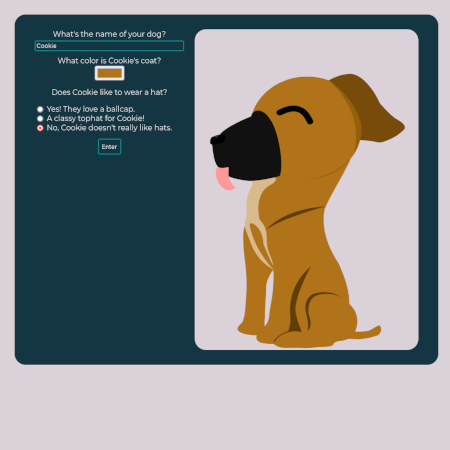 What's the name of your dog?
Cookie
What color is Cookie's coat?
Does Cookie like to wear a hat?
Yes! They love a ballcap.
A classy tophat for Cookie!
No, Cookie doesn't really like hats.
Enter